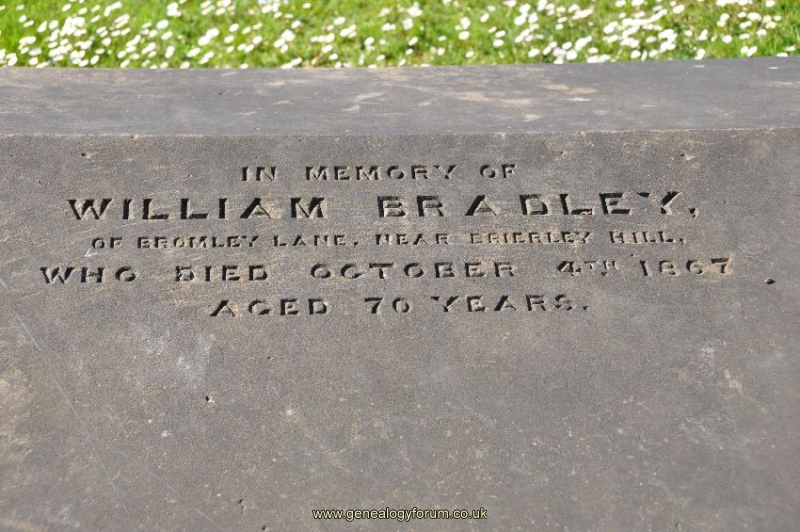 IN MEMORY OF
WILLIAM BRADLEY,
OF BROMLEY LANE, NEAR BRIERLEY HILL,
WHO DIED OCTOBER 4TH 1867
AGED 70 YEARS.
www.genealogyforum.co.uk